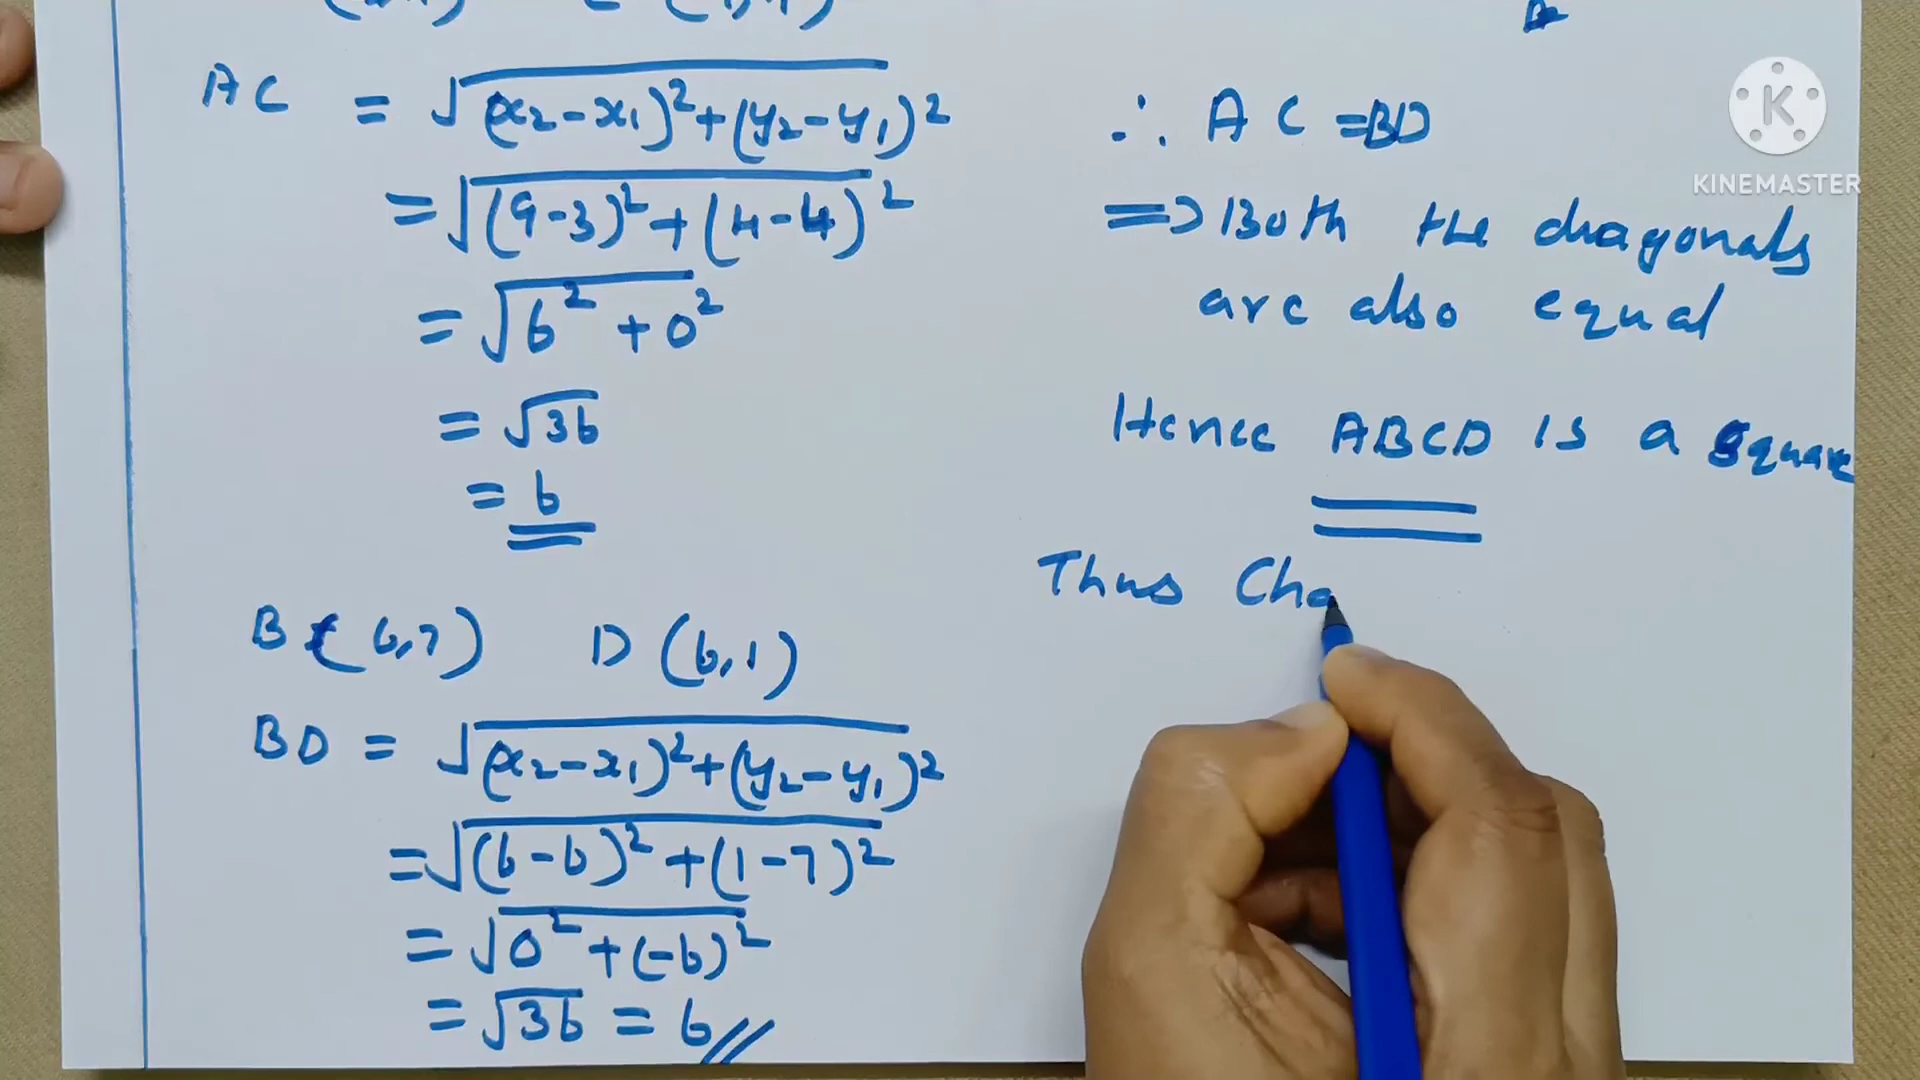 AC = √(x₂-x₁)²+(y₂-y₁)²
= √(9-3)²+(4-4)²
= √6² + 0²
= √36
= 6
B (6,7) D (6,1)
BD = √(x₂-x₁)²+(y₂-y₁)²
= √(6-6)²+(1-7)²
= √0²+(-6)²
= √36 = 6
∴ AC =BD
=> Both the diagonals
are also equal
Hence ABCD is a square
Thus Cha
KINEMASTER